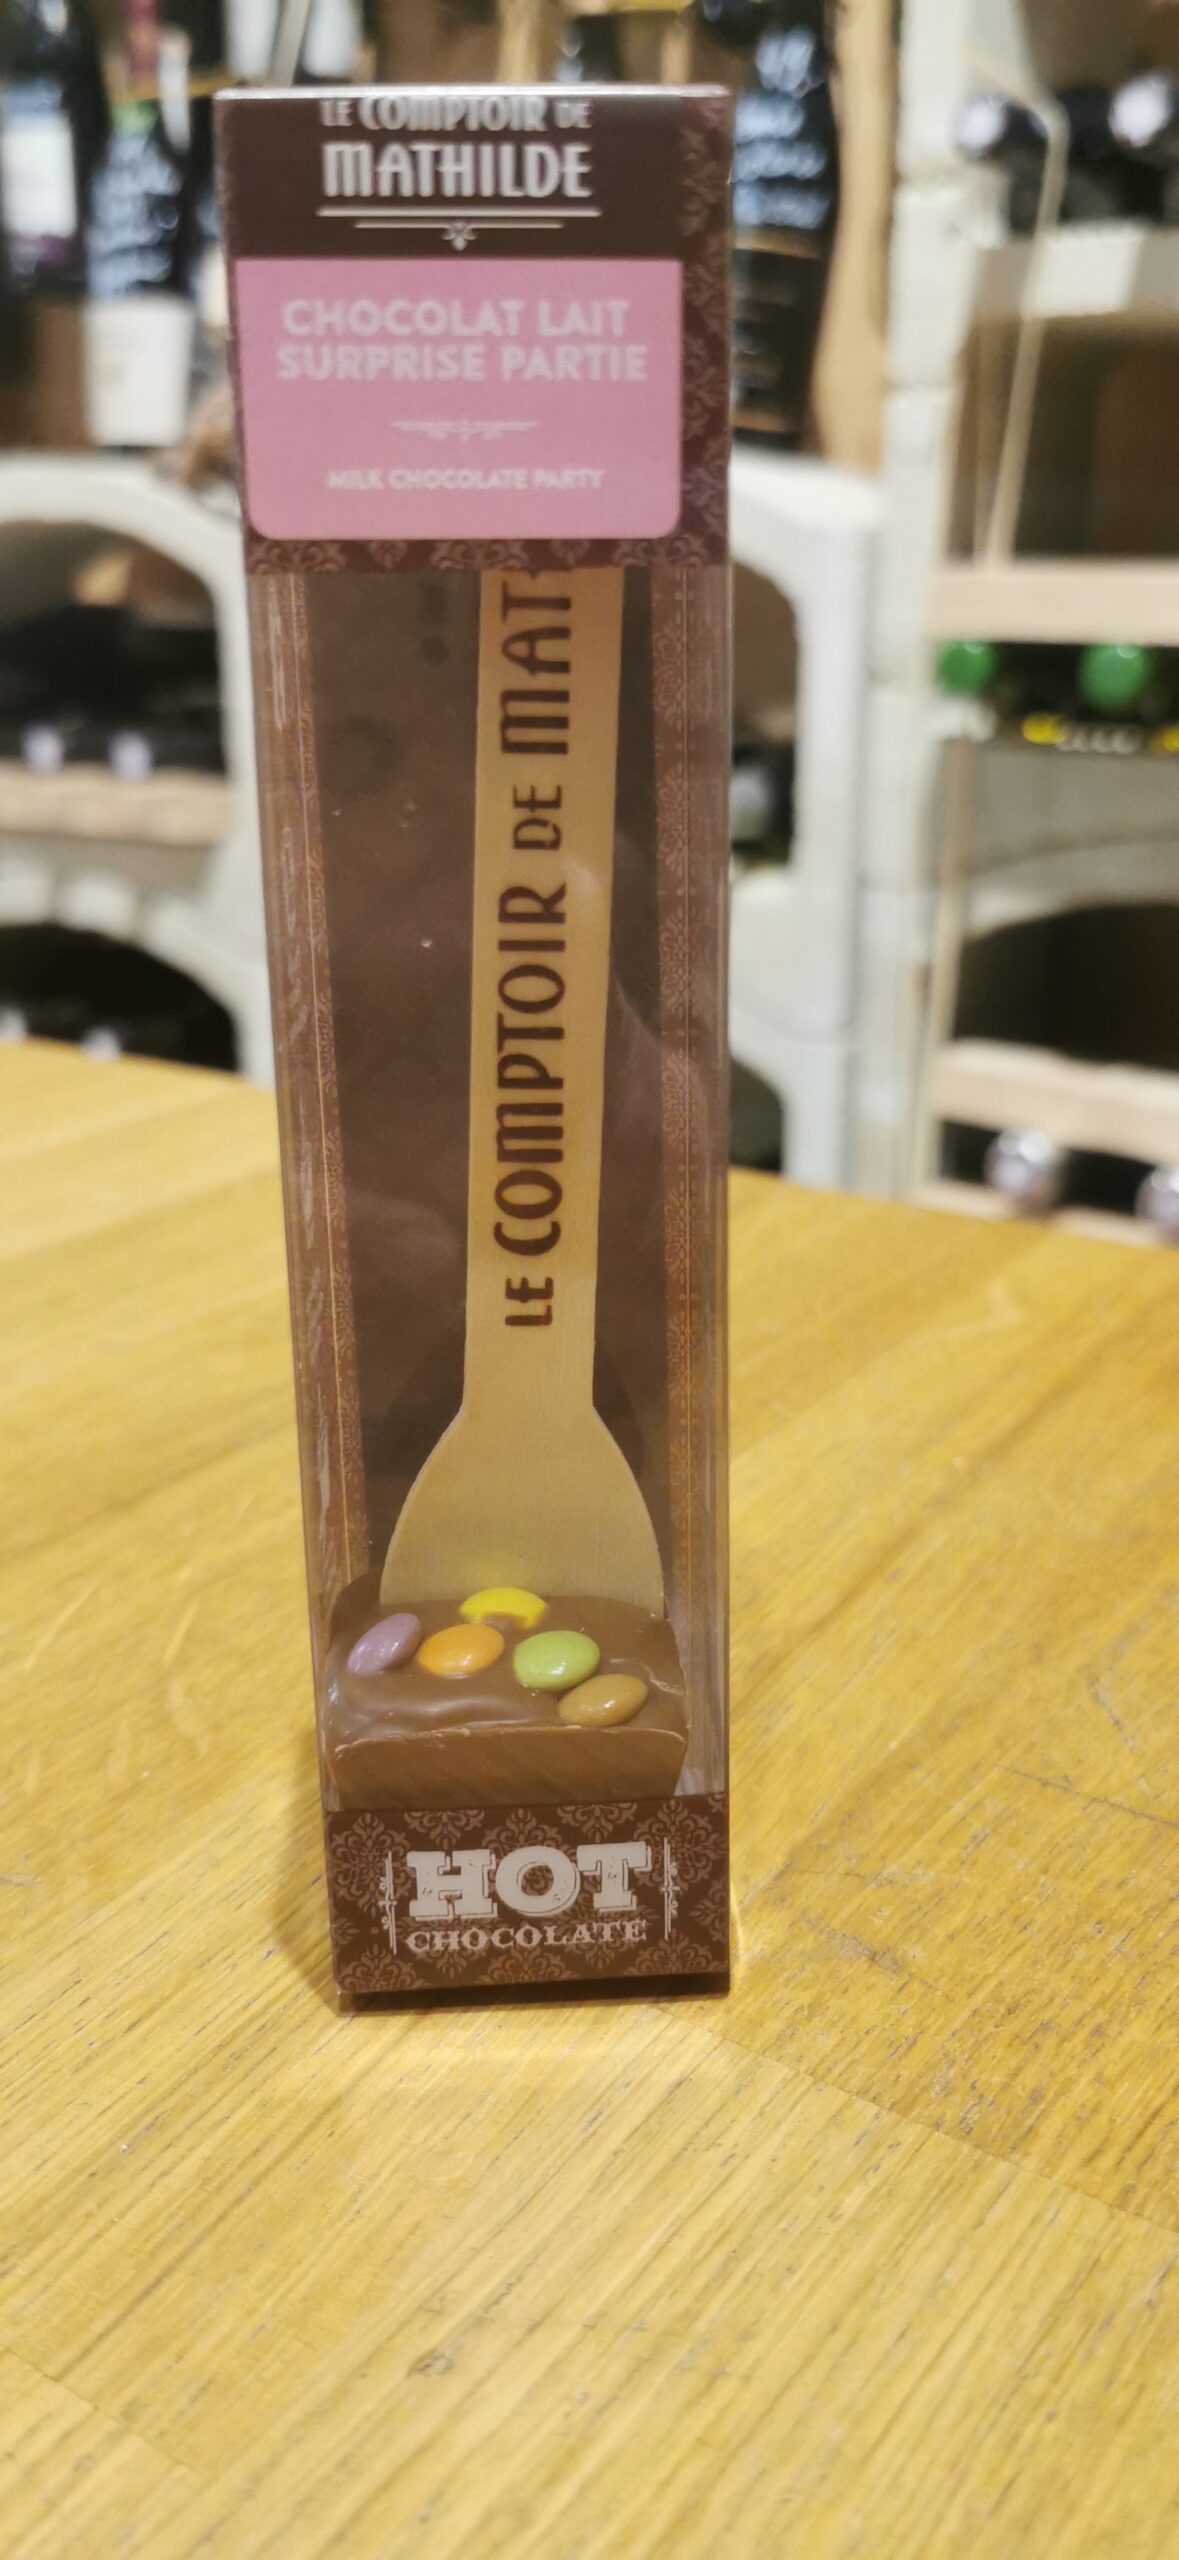 LE COMPTOIR DE
MATHILDE
CHOCOLAT LAIT
SURPRISE PARTIE
MILK CHOCOLATE PARTY
LE COMPTOIR DE MAT
HOT
CHOCOLATE